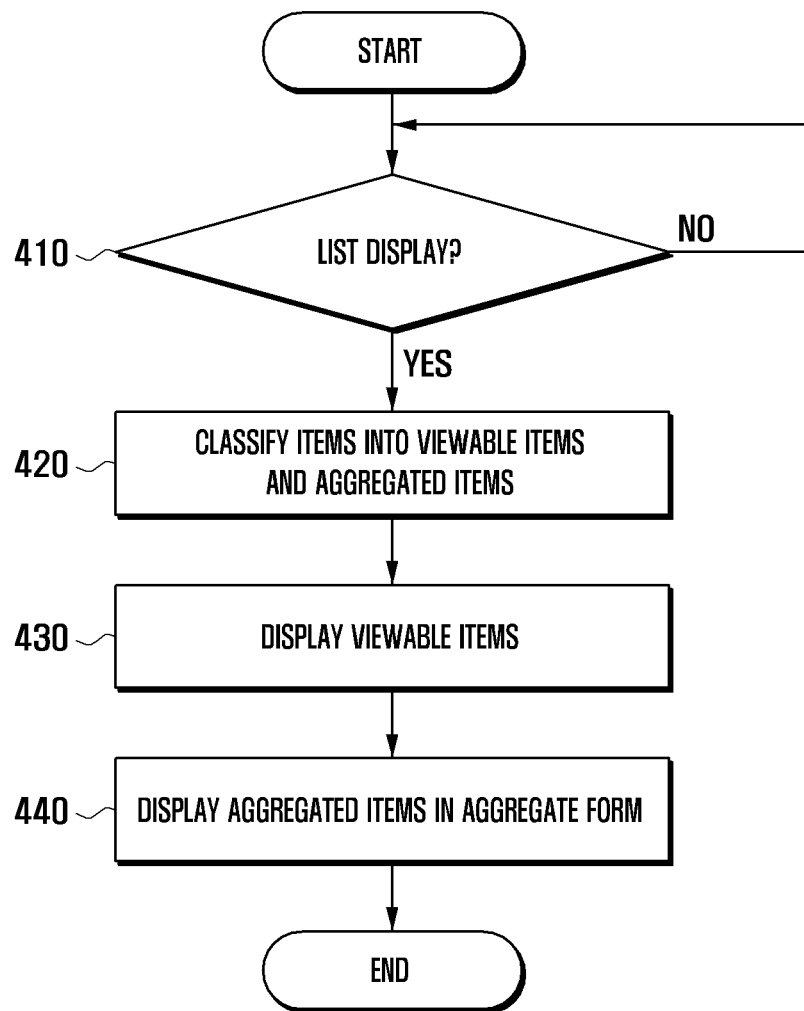 START
410
LIST DISPLAY?
NO
YES
420
CLASSIFY ITEMS INTO VIEWABLE ITEMS
AND AGGREGATED ITEMS
430
DISPLAY VIEWABLE ITEMS
440
DISPLAY AGGREGATED ITEMS IN AGGREGATE FORM
END